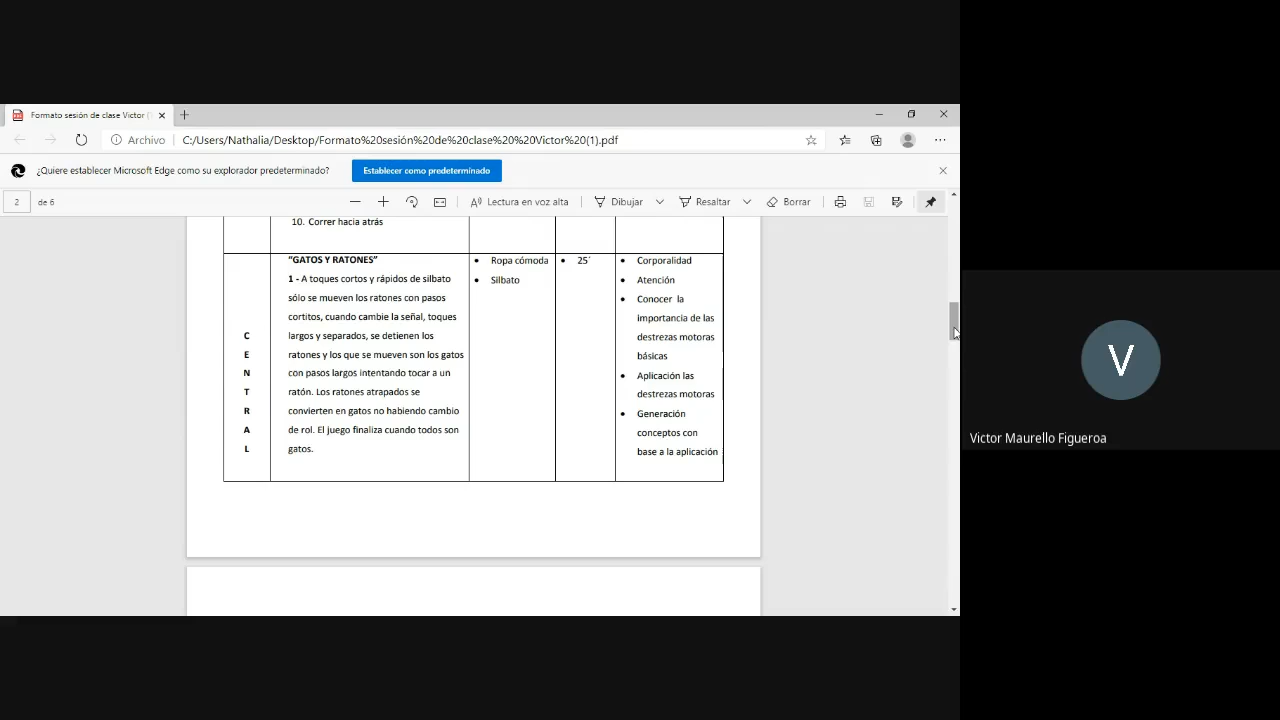 Formato sesión de clase Victor (
Archivo C:/Users/Nathalia/Desktop/Formato%20sesión%20de%20clase%20%20Victor%20(1).pdf
¿Quiere establecer Microsoft Edge como su explorador predeterminado? Establecer como predeterminado
2 de 6 Lectura en voz alta Dibujar Resaltar Borrar
10. Correr hacia atrás
CENTRAL
“GATOS Y RATONES”
1 - A toques cortos y rápidos de silbato
sólo se mueven los ratones con pasos
cortitos, cuando cambie la señal, toques
largos y separados, se detienen los
ratones y los que se mueven son los gatos
con pasos largos intentando tocar a un
ratón. Los ratones atrapados se
convierten en gatos no habiendo cambio
de rol. El juego finaliza cuando todos son
gatos.
• Ropa cómoda
• Silbato
• 25´
• Corporalidad
• Atención
• Conocer la
importancia de las
destrezas motoras
básicas
• Aplicación las
destrezas motoras
• Generación
conceptos con
base a la aplicación
V
Victor Maurello Figueroa